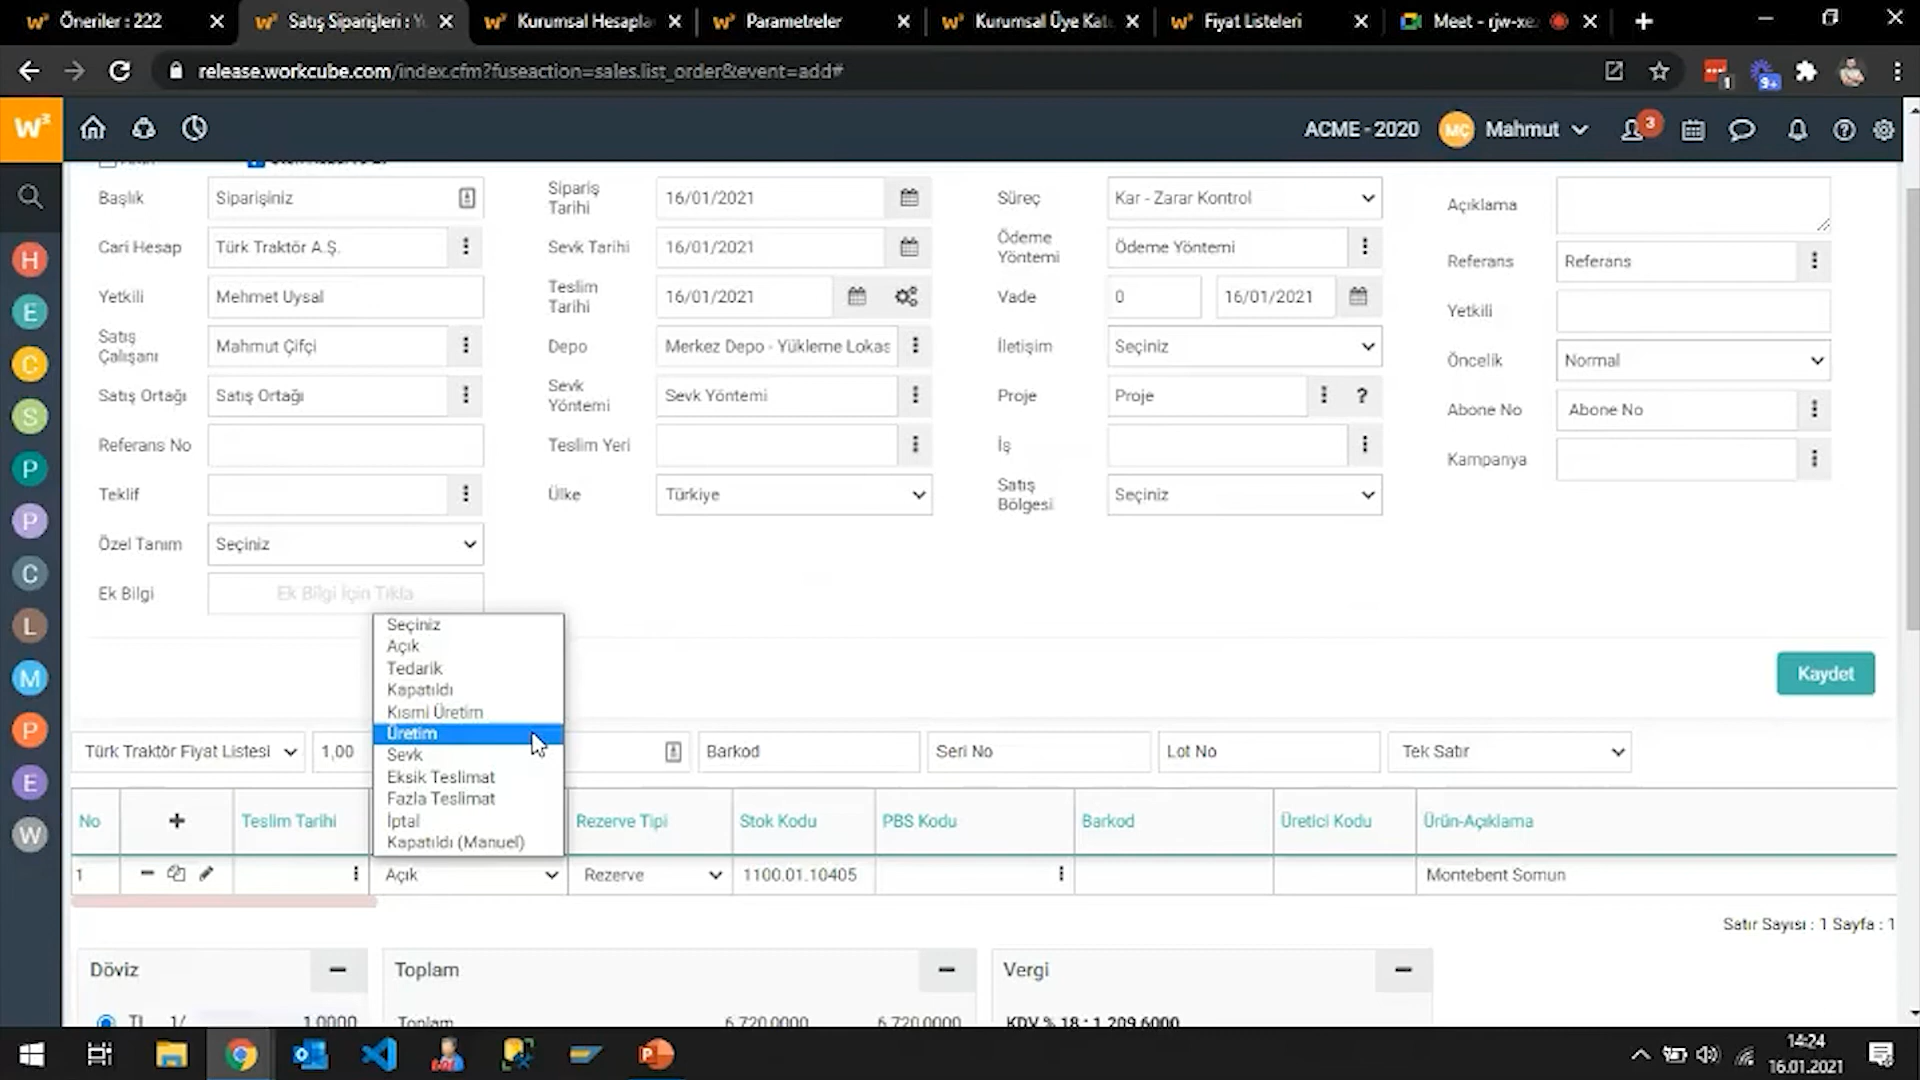 Öneriler : 222
Satış Siparişleri : Y
Kurumsal Hesapla
Parametreler
Kurumsal Üye Kat
Fiyat Listeleri
Meet - rjw-xe
release.workcube.com/index.cfm?fuseaction=sales.list_order&event=add#
1
9+
W³
ACME - 2020
MÇ
Mahmut
3
Başlık
Siparişiniz
Sipariş Tarihi
16/01/2021
Süreç
Kar - Zarar Kontrol
Açıklama
Cari Hesap
Türk Traktör A.Ş.
Sevk Tarihi
16/01/2021
Ödeme Yöntemi
Ödeme Yöntemi
Referans
Referans
Yetkili
Mehmet Uysal
Teslim Tarihi
16/01/2021
Vade
0
16/01/2021
Yetkili
Satış Çalışanı
Mahmut Çifçi
Depo
Merkez Depo - Yükleme Lokas
İletişim
Seçiniz
Öncelik
Normal
Satış Ortağı
Satış Ortağı
Sevk Yöntemi
Sevk Yöntemi
Proje
Proje
?
Abone No
Abone No
Referans No
Teslim Yeri
İş
Kampanya
Teklif
Ülke
Türkiye
Satış Bölgesi
Seçiniz
Özel Tanım
Seçiniz
Ek Bilgi
Ek Bilgi İçin Tıkla
H
E
C
S
P
P
C
L
M
P
E
W
Seçiniz
Açık
Tedarik
Kapatıldı
Kısmi Üretim
Üretim
Sevk
Eksik Teslimat
Fazla Teslimat
İptal
Kapatıldı (Manuel)
Kaydet
Türk Traktör Fiyat Listesi
1,00
Barkod
Seri No
Lot No
Tek Satır
No
+
Teslim Tarihi
Rezerve Tipi
Stok Kodu
PBS Kodu
Barkod
Üretici Kodu
Ürün-Açıklama
1
Açık
Rezerve
1100.01.10405
Montebent Somun
Satır Sayısı : 1 Sayfa : 1
Döviz
Toplam
Vergi
TL 1/ 1.0000
Toplam 6.720,0000 6.720,0000
KDV % 18 : 1.209,6000
14:24
16.01.2021